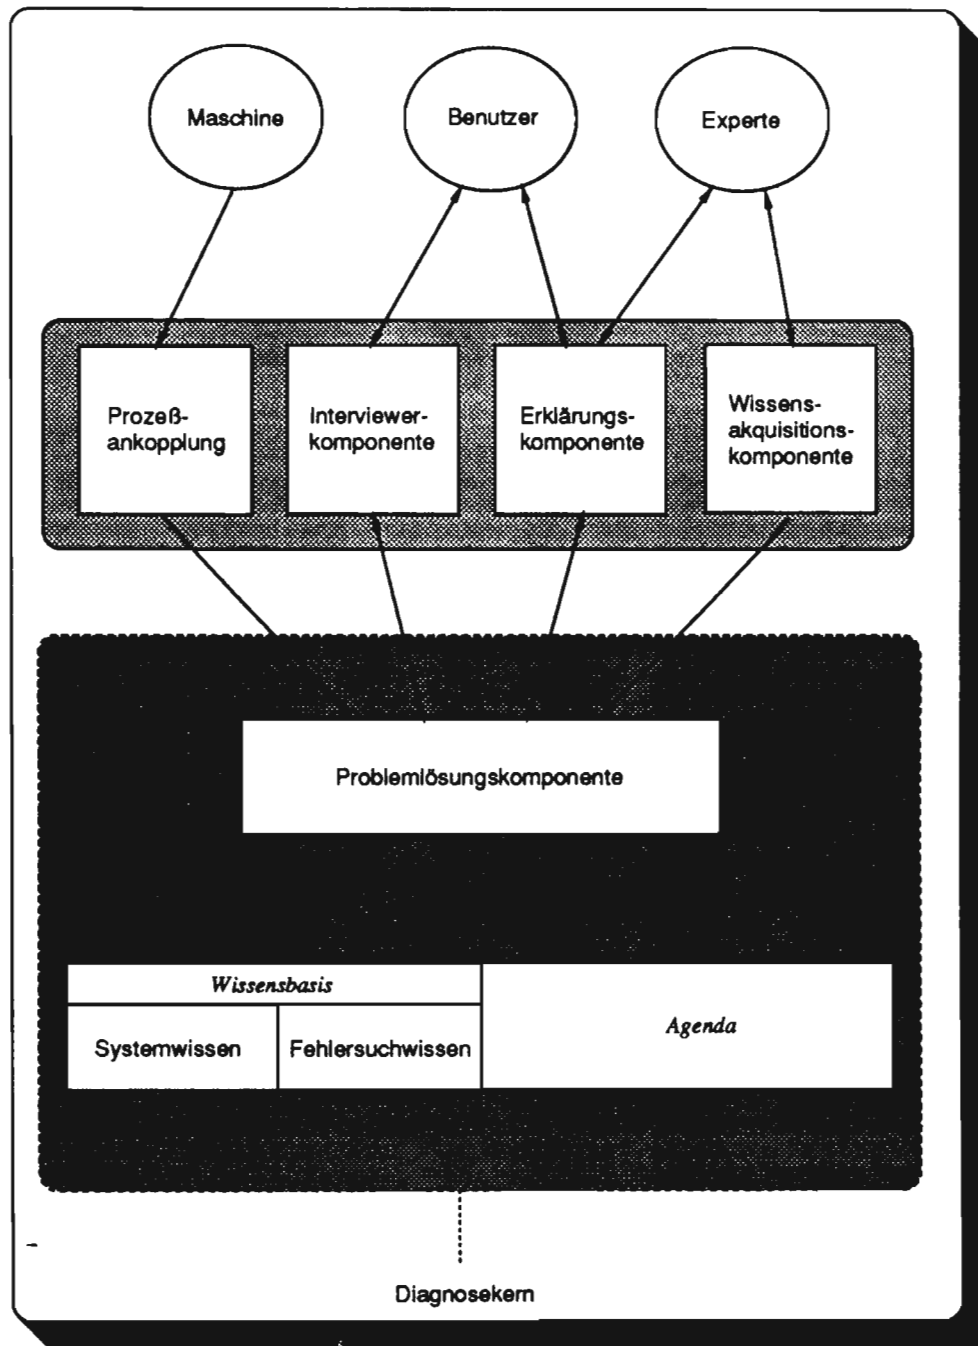 Maschine
Benutzer
Experte
Prozeß-
ankopplung
Interviewer-
komponente
Erklärungs-
komponente
Wissens-
akquisitions-
komponente
Problemlösungskomponente
Wissensbasis
Systemwissen
Fehlersuchwissen
Agenda
Diagnosekern